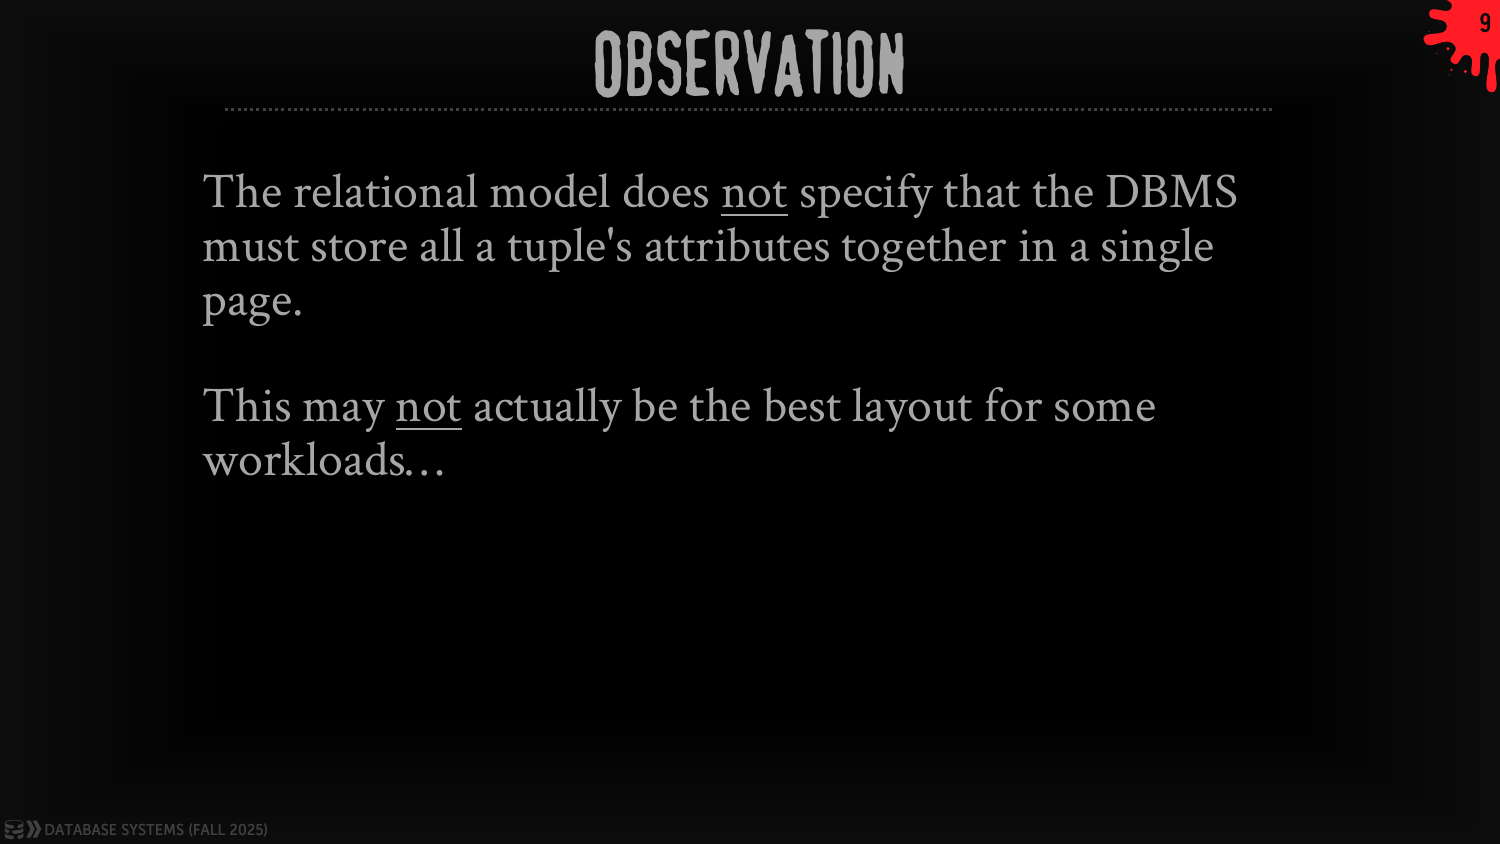 9
OBSERVATION
The relational model does not specify that the DBMS
must store all a tuple's attributes together in a single
page.
This may not actually be the best layout for some
workloads…
DATABASE SYSTEMS (FALL 2025)